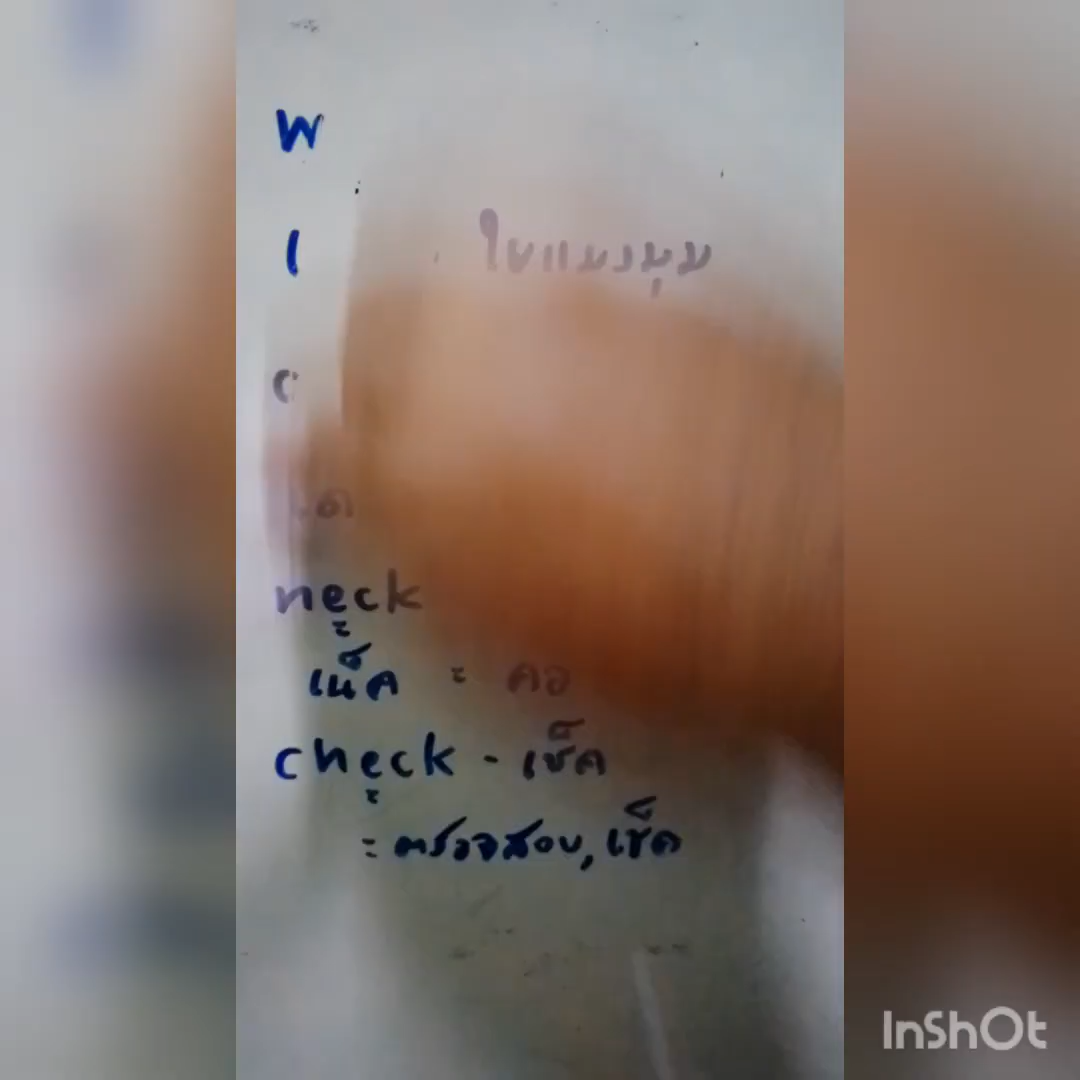 W
ใยแมงมุม
C
neck
เน็ค = คอ
check - เช็ค
= ตรวจสอบ, เช็ค
InShOt